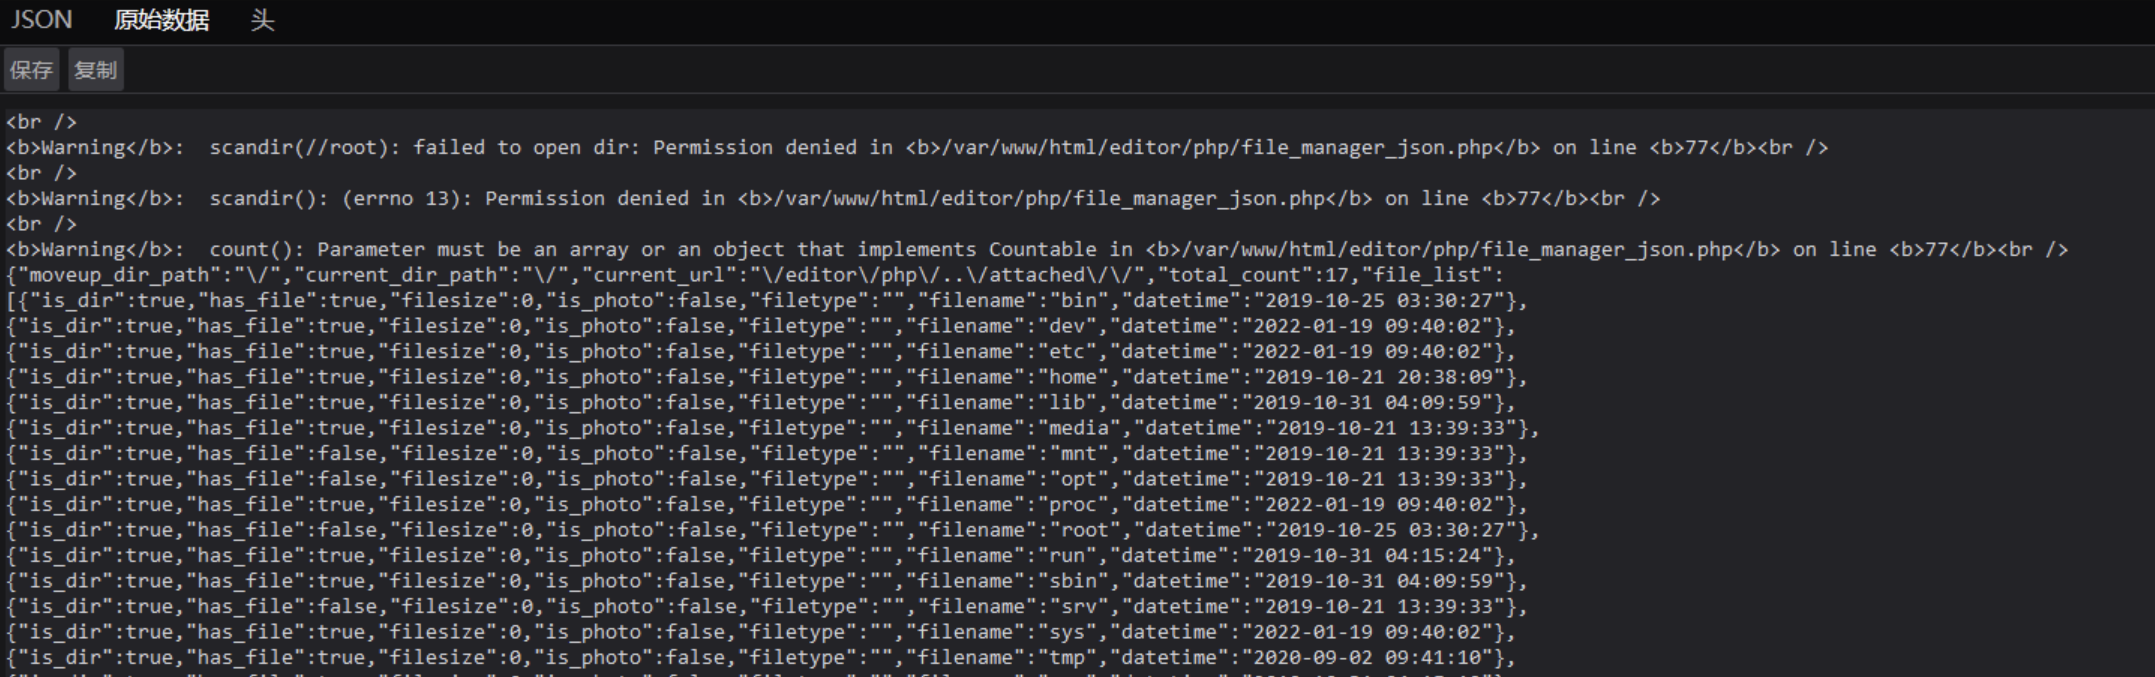 JSON 原始数据 头
保存 复制
<br />
<b>Warning</b>:  scandir(//root): failed to open dir: Permission denied in <b>/var/www/html/editor/php/file_manager_json.php</b> on line <b>77</b><br />
<br />
<b>Warning</b>:  scandir(): (errno 13): Permission denied in <b>/var/www/html/editor/php/file_manager_json.php</b> on line <b>77</b><br />
<br />
<b>Warning</b>:  count(): Parameter must be an array or an object that implements Countable in <b>/var/www/html/editor/php/file_manager_json.php</b> on line <b>77</b><br />
{"moveup_dir_path":"\/","current_dir_path":"\/","current_url":"\/editor\/php\/..\/attached\/\/","total_count":17,"file_list":
[{"is_dir":true,"has_file":true,"filesize":0,"is_photo":false,"filetype":"","filename":"bin","datetime":"2019-10-25 03:30:27"},
{"is_dir":true,"has_file":true,"filesize":0,"is_photo":false,"filetype":"","filename":"dev","datetime":"2022-01-19 09:40:02"},
{"is_dir":true,"has_file":true,"filesize":0,"is_photo":false,"filetype":"","filename":"etc","datetime":"2022-01-19 09:40:02"},
{"is_dir":true,"has_file":true,"filesize":0,"is_photo":false,"filetype":"","filename":"home","datetime":"2019-10-21 20:38:09"},
{"is_dir":true,"has_file":true,"filesize":0,"is_photo":false,"filetype":"","filename":"lib","datetime":"2019-10-31 04:09:59"},
{"is_dir":true,"has_file":true,"filesize":0,"is_photo":false,"filetype":"","filename":"media","datetime":"2019-10-21 13:39:33"},
{"is_dir":true,"has_file":false,"filesize":0,"is_photo":false,"filetype":"","filename":"mnt","datetime":"2019-10-21 13:39:33"},
{"is_dir":true,"has_file":false,"filesize":0,"is_photo":false,"filetype":"","filename":"opt","datetime":"2019-10-21 13:39:33"},
{"is_dir":true,"has_file":true,"filesize":0,"is_photo":false,"filetype":"","filename":"proc","datetime":"2022-01-19 09:40:02"},
{"is_dir":true,"has_file":false,"filesize":0,"is_photo":false,"filetype":"","filename":"root","datetime":"2019-10-25 03:30:27"},
{"is_dir":true,"has_file":true,"filesize":0,"is_photo":false,"filetype":"","filename":"run","datetime":"2019-10-31 04:15:24"},
{"is_dir":true,"has_file":true,"filesize":0,"is_photo":false,"filetype":"","filename":"sbin","datetime":"2019-10-31 04:09:59"},
{"is_dir":true,"has_file":false,"filesize":0,"is_photo":false,"filetype":"","filename":"srv","datetime":"2019-10-21 13:39:33"},
{"is_dir":true,"has_file":true,"filesize":0,"is_photo":false,"filetype":"","filename":"sys","datetime":"2022-01-19 09:40:02"},
{"is_dir":true,"has_file":true,"filesize":0,"is_photo":false,"filetype":"","filename":"tmp","datetime":"2020-09-02 09:41:10"},